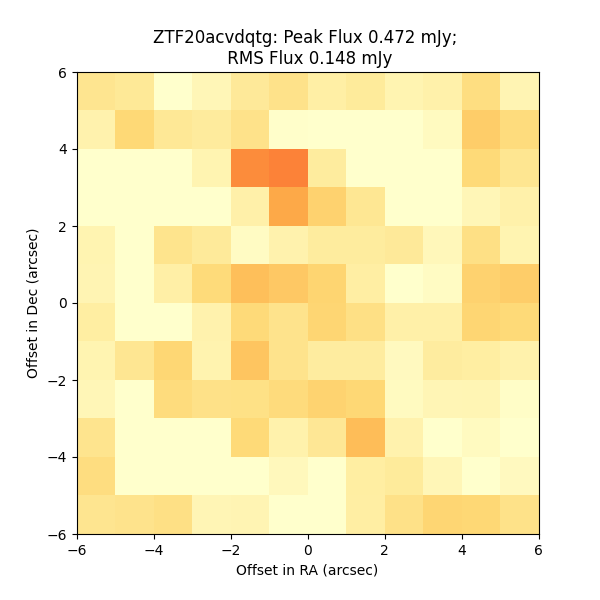 ZTF20acvdqtg: Peak Flux 0.472 mJy;
RMS Flux 0.148 mJy
6
4
2
0
−2
−4
−6
Offset in Dec (arcsec)
−6 −4 −2 0 2 4 6
Offset in RA (arcsec)